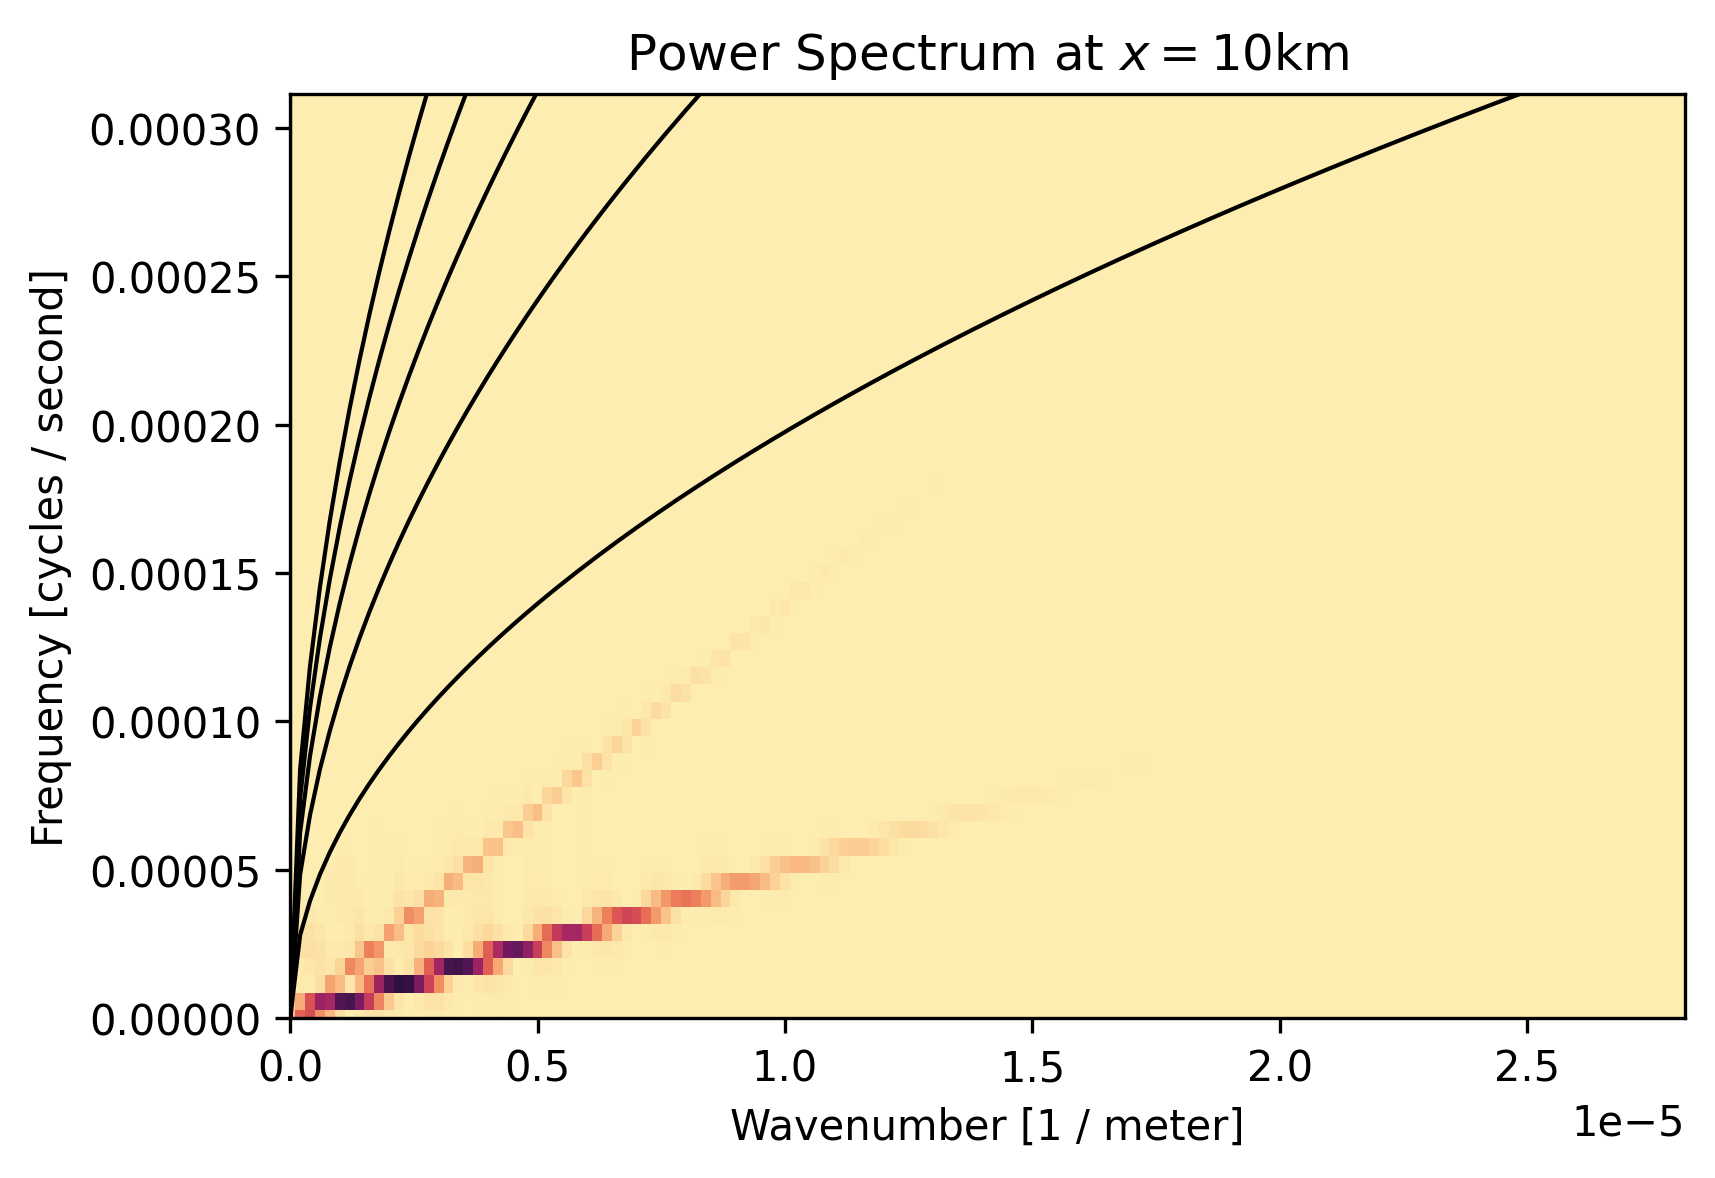 Power Spectrum at x = 10km
Frequency [cycles / second]
0.00030
0.00025
0.00020
0.00015
0.00010
0.00005
0.00000
0.0 0.5 1.0 1.5 2.0 2.5
Wavenumber [1 / meter]
1e−5